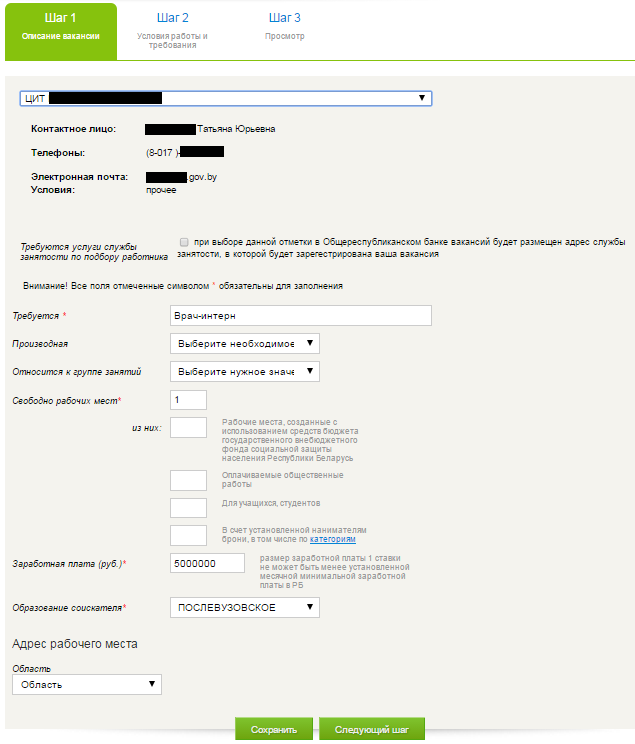 Шаг 1
Описание вакансии
Шаг 2
Условия работы и
требования
Шаг 3
Просмотр
ЦИТ
Контактное лицо: Татьяна Юрьевна
Телефоны: (8-017 )-
Электронная почта: .gov.by
Условия: прочее
Требуются услуги службы
занятости по подбору работника
при выборе данной отметки в Общереспубликанском банке вакансий будет размещен адрес службы
занятости, в которой будет зарегестрирована ваша вакансия
Внимание! Все поля отмеченные символом * обязательны для заполнения
Требуется * Врач-интерн
Производная Выберите необходимое
Относится к группе занятий Выберите нужное значе
Свободно рабочих мест* 1
из них: Рабочие места, созданные с
использованием средств бюджета
государственного внебюджетного
фонда социальной защиты
населения Республики Беларусь
Оплачиваемые общественные
работы
Для учащихся, студентов
В счет установленной нанимателям
брони, в том числе по категориям
Заработная плата (руб.)* 5000000
размер заработной платы 1 ставки
не может быть менее установленной
месячной минимальной заработной
платы в РБ
Образование соискателя* ПОСЛЕВУЗОВСКОЕ
Адрес рабочего места
Область
Область
Сохранить Следующий шаг